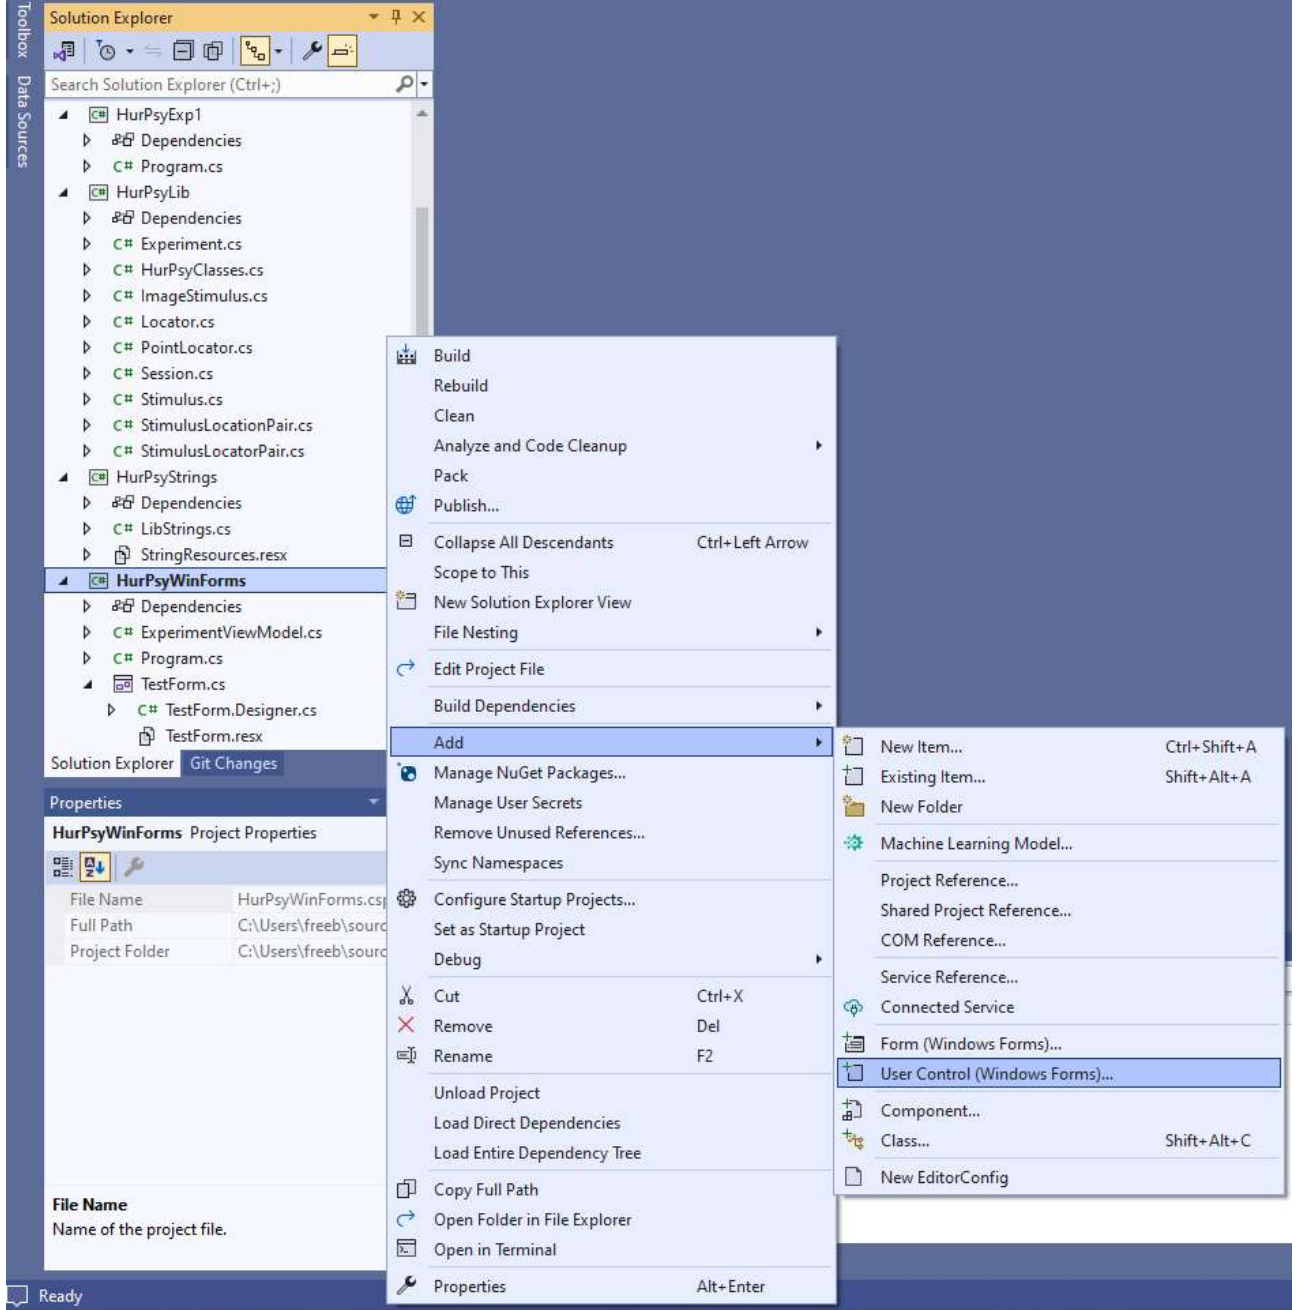 Toolbox
Data Sources
Solution Explorer
Search Solution Explorer (Ctrl+;)
C# HurPsyExp1
Dependencies
C# Program.cs
C# HurPsyLib
Dependencies
C# Experiment.cs
C# HurPsyClasses.cs
C# ImageStimulus.cs
C# Locator.cs
C# PointLocator.cs
C# Session.cs
C# Stimulus.cs
C# StimulusLocationPair.cs
C# StimulusLocatorPair.cs
C# HurPsyStrings
Dependencies
C# LibStrings.cs
StringResources.resx
C# HurPsyWinForms
Dependencies
C# ExperimentViewModel.cs
C# Program.cs
TestForm.cs
C# TestForm.Designer.cs
TestForm.resx
Solution Explorer Git Changes
Properties
HurPsyWinForms Project Properties
File Name HurPsyWinForms.csp
Full Path C:\Users\freeb\sourc
Project Folder C:\Users\freeb\sourc
File Name
Name of the project file.
Ready
Build
Rebuild
Clean
Analyze and Code Cleanup
Pack
Publish...
Collapse All Descendants Ctrl+Left Arrow
Scope to This
New Solution Explorer View
File Nesting
Edit Project File
Build Dependencies
Add
Manage NuGet Packages...
Manage User Secrets
Remove Unused References...
Sync Namespaces
Configure Startup Projects...
Set as Startup Project
Debug
Cut Ctrl+X
Remove Del
Rename F2
Unload Project
Load Direct Dependencies
Load Entire Dependency Tree
Copy Full Path
Open Folder in File Explorer
Open in Terminal
Properties Alt+Enter
New Item... Ctrl+Shift+A
Existing Item... Shift+Alt+A
New Folder
Machine Learning Model...
Project Reference...
Shared Project Reference...
COM Reference...
Service Reference...
Connected Service
Form (Windows Forms)...
User Control (Windows Forms)...
Component...
Class... Shift+Alt+C
New EditorConfig